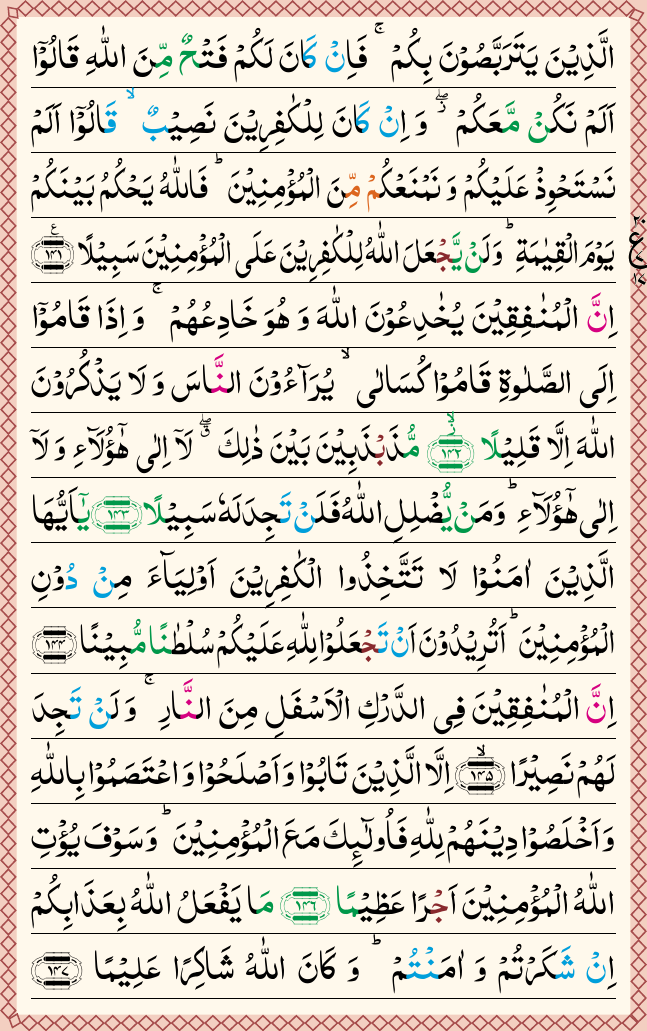 الَّذِيْنَ يَتَرَبَّصُوْنَ بِكُمْ ۚ فَاِنْ كَانَ لَكُمْ فَتْحٌ مِّنَ اللّٰهِ قَالُوْۤا
اَلَمْ نَكُنْ مَّعَكُمْ ۖؗ وَ اِنْ كَانَ لِلْكٰفِرِيْنَ نَصِيْبٌ ۙ قَالُوْۤا اَلَمْ
نَسْتَحْوِذْ عَلَيْكُمْ وَ نَمْنَعْكُمْ مِّنَ الْمُؤْمِنِيْنَ ؕ فَاللّٰهُ يَحْكُمُ بَيْنَكُمْ
يَوْمَ الْقِيٰمَةِ ؕ وَلَنْ يَّجْعَلَ اللّٰهُ لِلْكٰفِرِيْنَ عَلَى الْمُؤْمِنِيْنَ سَبِيْلًا ﴿۱۴۱﴾
اِنَّ الْمُنٰفِقِيْنَ يُخٰدِعُوْنَ اللّٰهَ وَ هُوَ خَادِعُهُمْ ۚ وَ اِذَا قَامُوْۤا
اِلَى الصَّلٰوةِ قَامُوْا كُسَالٰى ۙ يُرَآءُوْنَ النَّاسَ وَ لَا يَذْكُرُوْنَ
اللّٰهَ اِلَّا قَلِيْلًا ﴿۱۴۲﴾ مُّذَبْذَبِيْنَ بَيْنَ ذٰلِكَ ۖۗ لَاۤ اِلٰى هٰۤؤُلَآءِ وَ لَاۤ
اِلٰى هٰۤؤُلَآءِ ؕ وَمَنْ يُّضْلِلِ اللّٰهُ فَلَنْ تَجِدَ لَهٗ سَبِيْلًا ﴿۱۴۳﴾ يٰۤاَيُّهَا
الَّذِيْنَ اٰمَنُوْا لَا تَتَّخِذُوا الْكٰفِرِيْنَ اَوْلِيَآءَ مِنْ دُوْنِ
الْمُؤْمِنِيْنَ ؕ اَتُرِيْدُوْنَ اَنْ تَجْعَلُوْا لِلّٰهِ عَلَيْكُمْ سُلْطٰنًا مُّبِيْنًا ﴿۱۴۴﴾
اِنَّ الْمُنٰفِقِيْنَ فِى الدَّرْكِ الْاَسْفَلِ مِنَ النَّارِ ۚ وَ لَنْ تَجِدَ
لَهُمْ نَصِيْرًا ﴿۱۴۵﴾ۙ اِلَّا الَّذِيْنَ تَابُوْا وَ اَصْلَحُوْا وَ اعْتَصَمُوْا بِاللّٰهِ
وَ اَخْلَصُوْا دِيْنَهُمْ لِلّٰهِ فَاُولٰٓئِكَ مَعَ الْمُؤْمِنِيْنَ ؕ وَ سَوْفَ يُؤْتِ
اللّٰهُ الْمُؤْمِنِيْنَ اَجْرًا عَظِيْمًا ﴿۱۴۶﴾ مَا يَفْعَلُ اللّٰهُ بِعَذَابِكُمْ
اِنْ شَكَرْتُمْ وَ اٰمَنْتُمْ ؕ وَ كَانَ اللّٰهُ شَاكِرًا عَلِيْمًا ﴿۱۴۷﴾